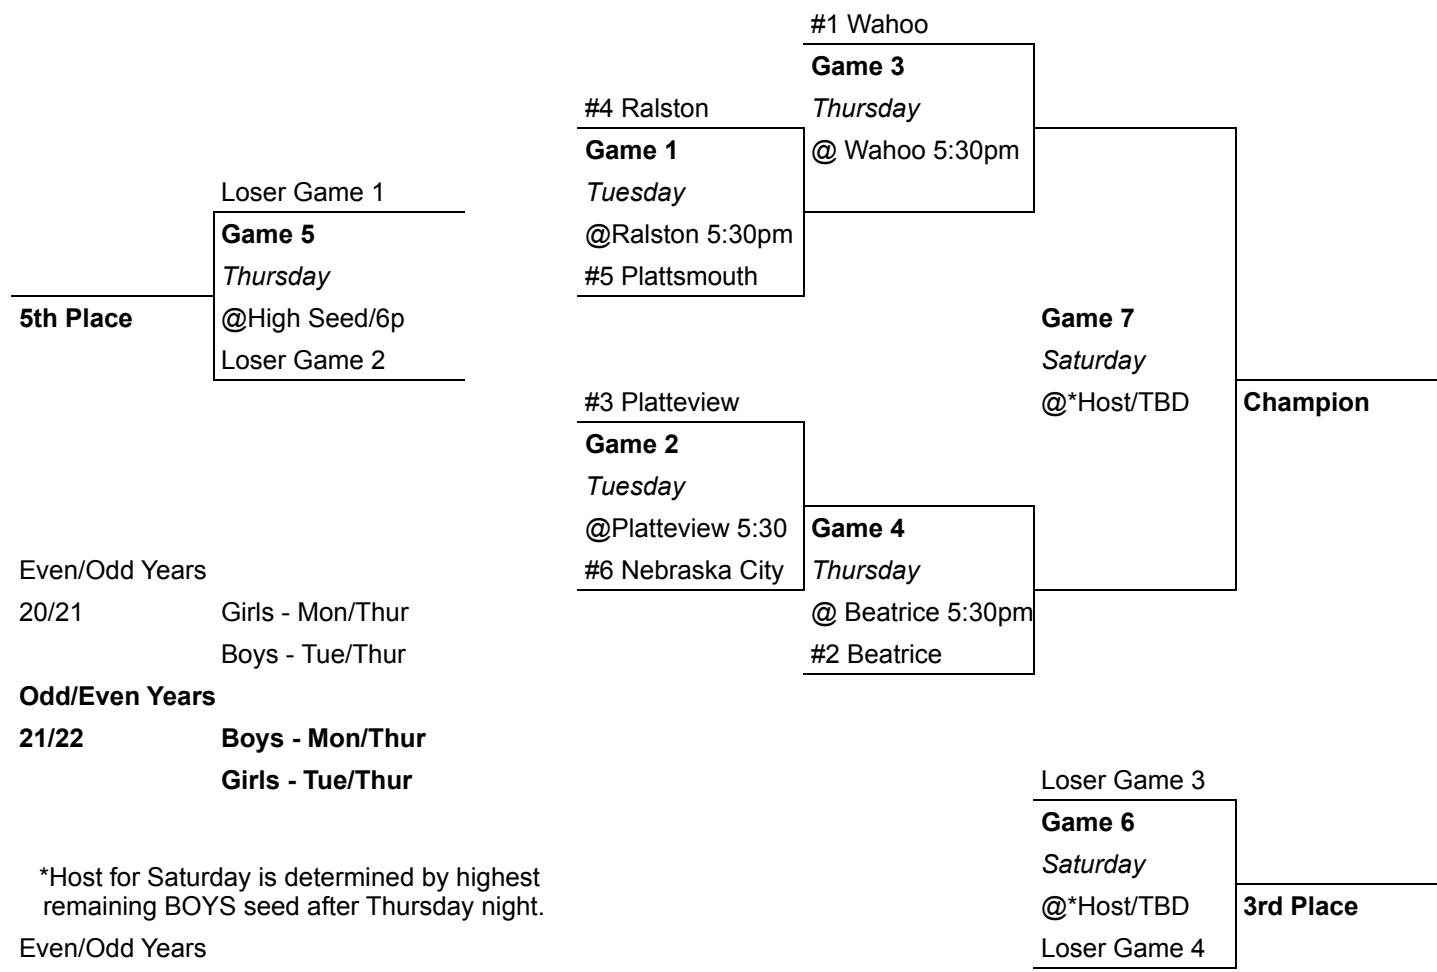 #1 Wahoo
Game 3
#4 Ralston
Thursday
Game 1
@ Wahoo 5:30pm
Loser Game 1
Tuesday
Game 5
@Ralston 5:30pm
Thursday
#5 Plattsmouth
5th Place
@High Seed/6p
Game 7
Loser Game 2
Saturday
#3 Platteview
@*Host/TBD
Champion
Game 2
Tuesday
@Platteview 5:30
Game 4
Even/Odd Years
#6 Nebraska City
Thursday
20/21
Girls - Mon/Thur
@ Beatrice 5:30pm
Boys - Tue/Thur
#2 Beatrice
Odd/Even Years
21/22
Boys - Mon/Thur
Girls - Tue/Thur
Loser Game 3
Game 6
*Host for Saturday is determined by highest
remaining BOYS seed after Thursday night.
Saturday
@*Host/TBD
3rd Place
Even/Odd Years
Loser Game 4